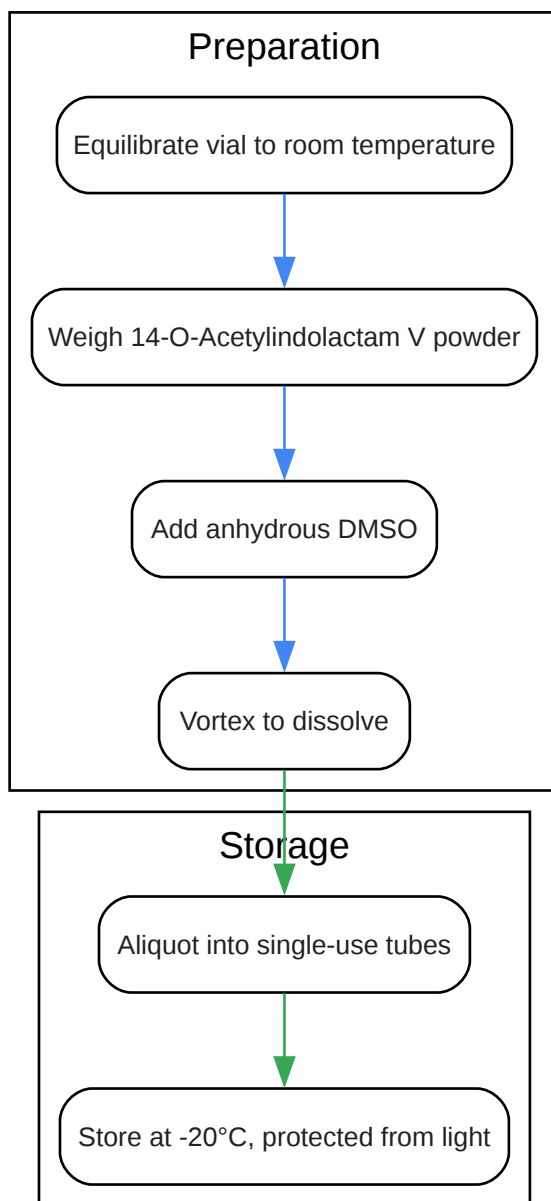 Preparation
Equilibrate vial to room temperature
Weigh 14-O-Acetylindolactam V powder
Add anhydrous DMSO
Vortex to dissolve
Storage
Aliquot into single-use tubes
Store at -20°C, protected from light